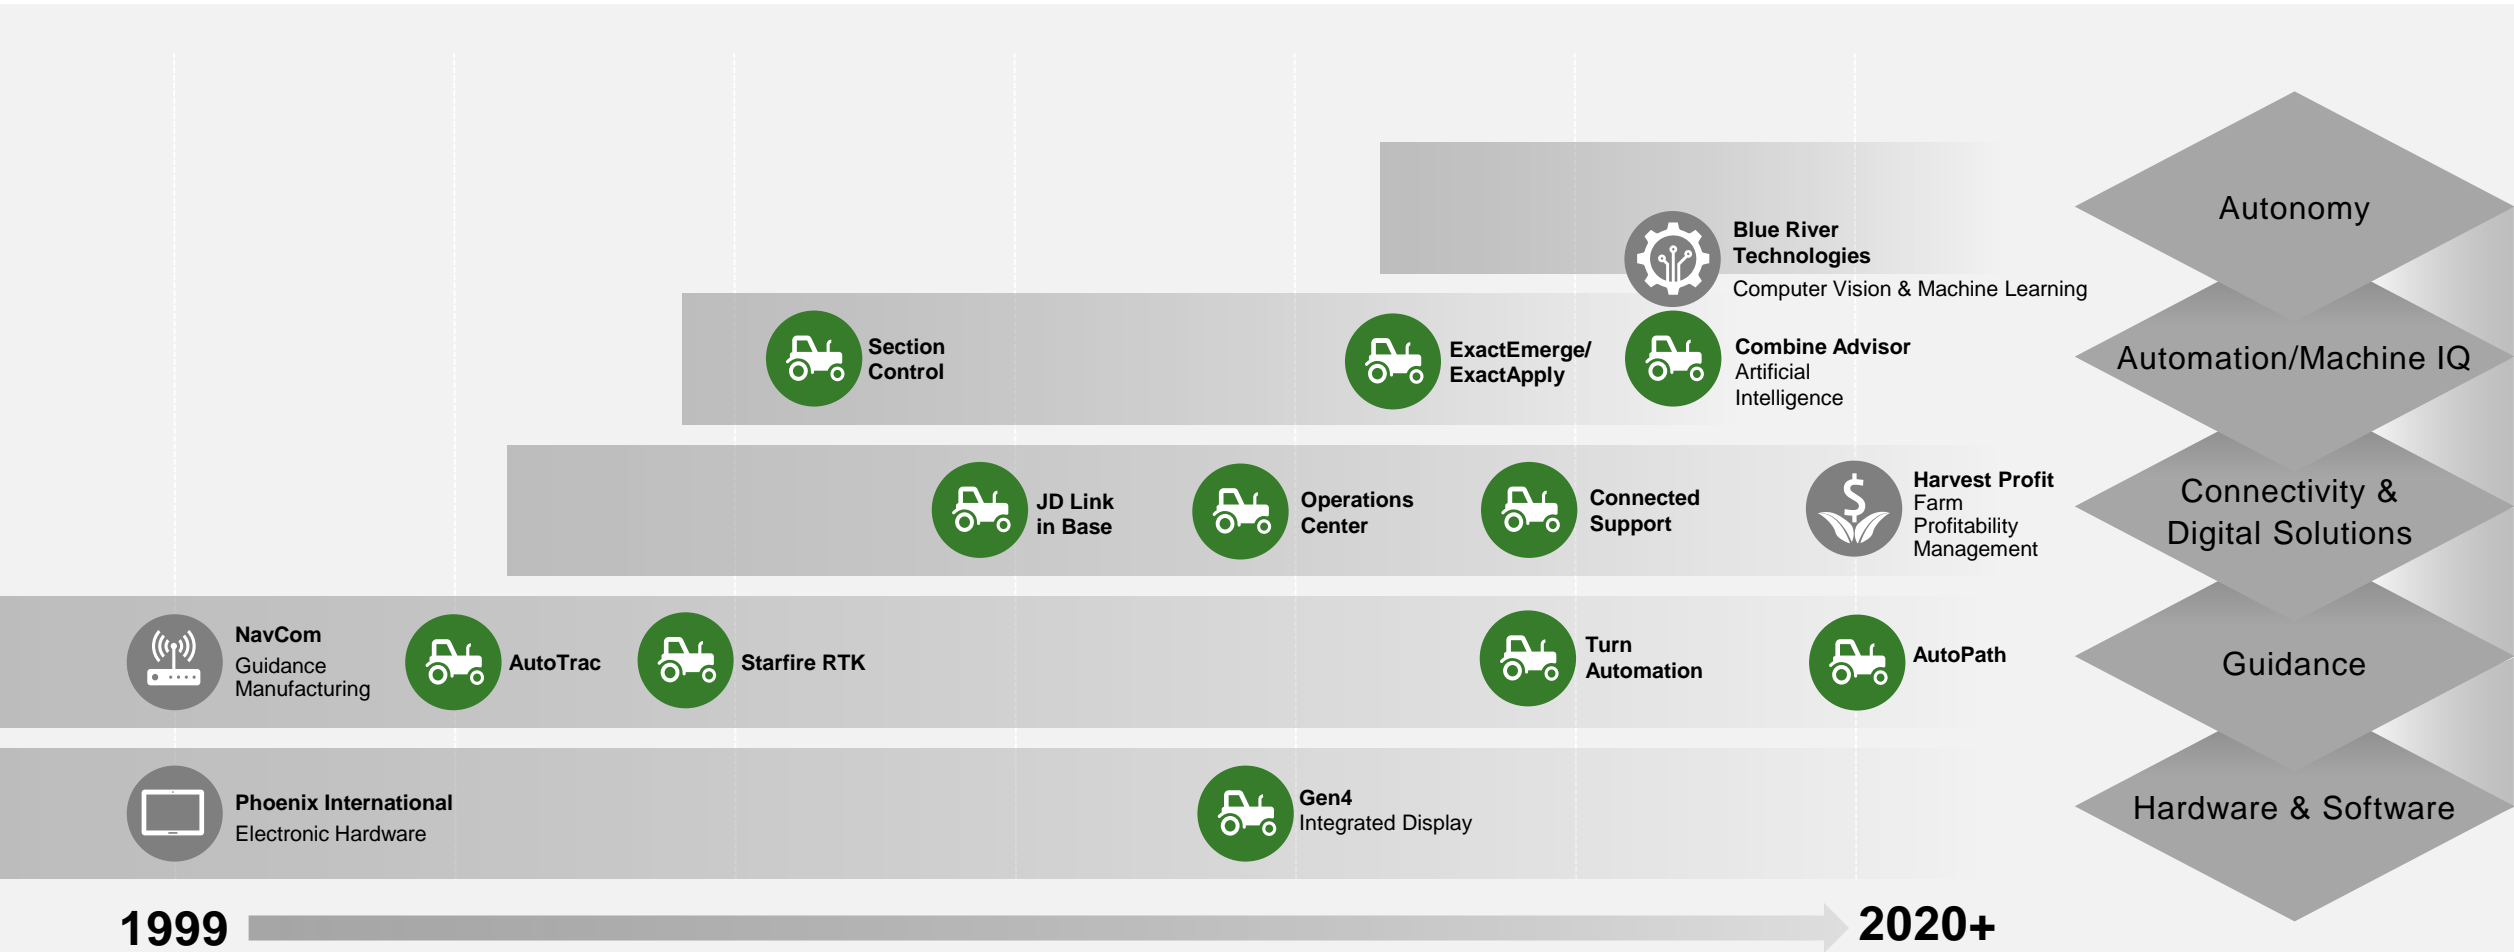 Autonomy
Blue River
Technologies
Computer Vision & Machine Learning
Section
Control
ExactEmerge/
ExactApply
Combine Advisor
Artificial
Intelligence
Automation/Machine IQ
JD Link
in Base
Operations
Center
Connected
Support
Harvest Profit
Farm
Profitability
Management
Connectivity &
Digital Solutions
NavCom
Guidance
Manufacturing
AutoTrac
Starfire RTK
Turn
Automation
AutoPath
Guidance
Phoenix International
Electronic Hardware
Gen4
Integrated Display
Hardware & Software
1999
2020+